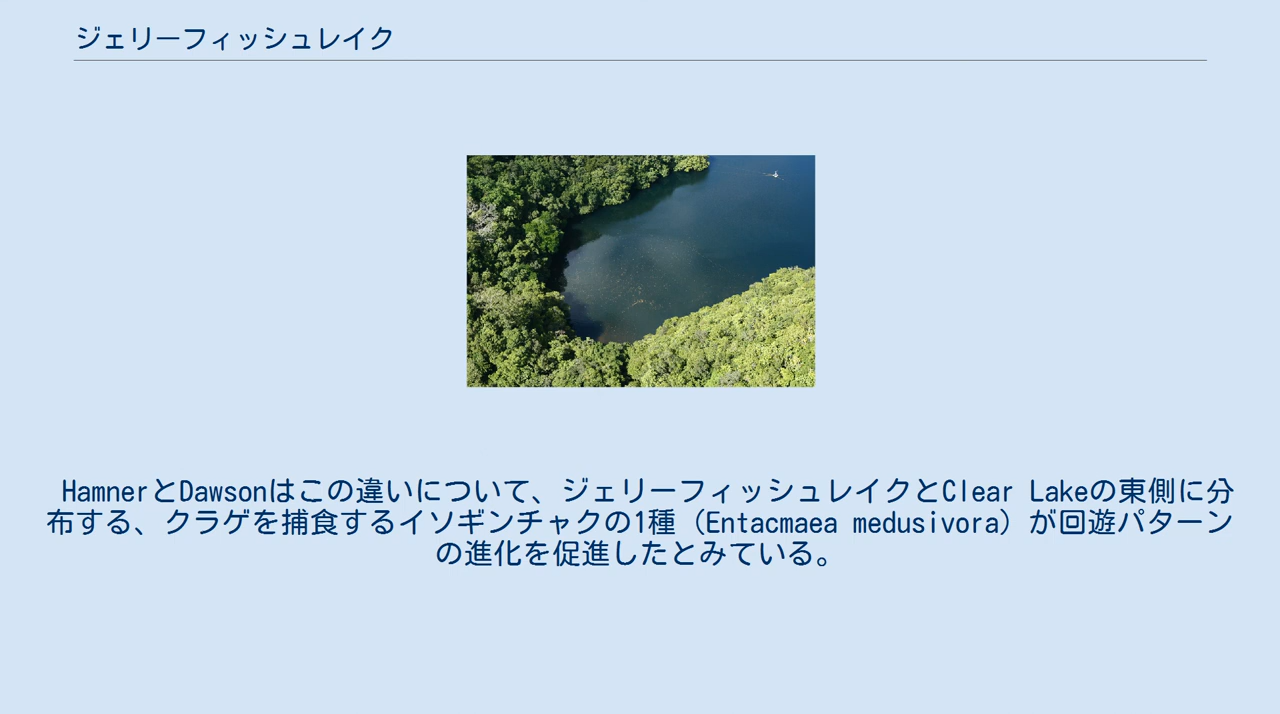 ジェリーフィッシュレイク
HamnerとDawsonはこの違いについて、ジェリーフィッシュレイクとClear Lakeの東側に分
布する、クラゲを捕食するイソギンチャクの1種（Entacmaea medusivora）が回遊パターン
の進化を促進したとみている。